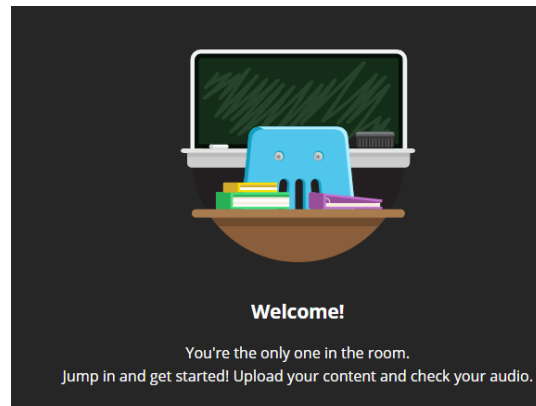 Welcome!
You're the only one in the room.
Jump in and get started! Upload your content and check your audio.